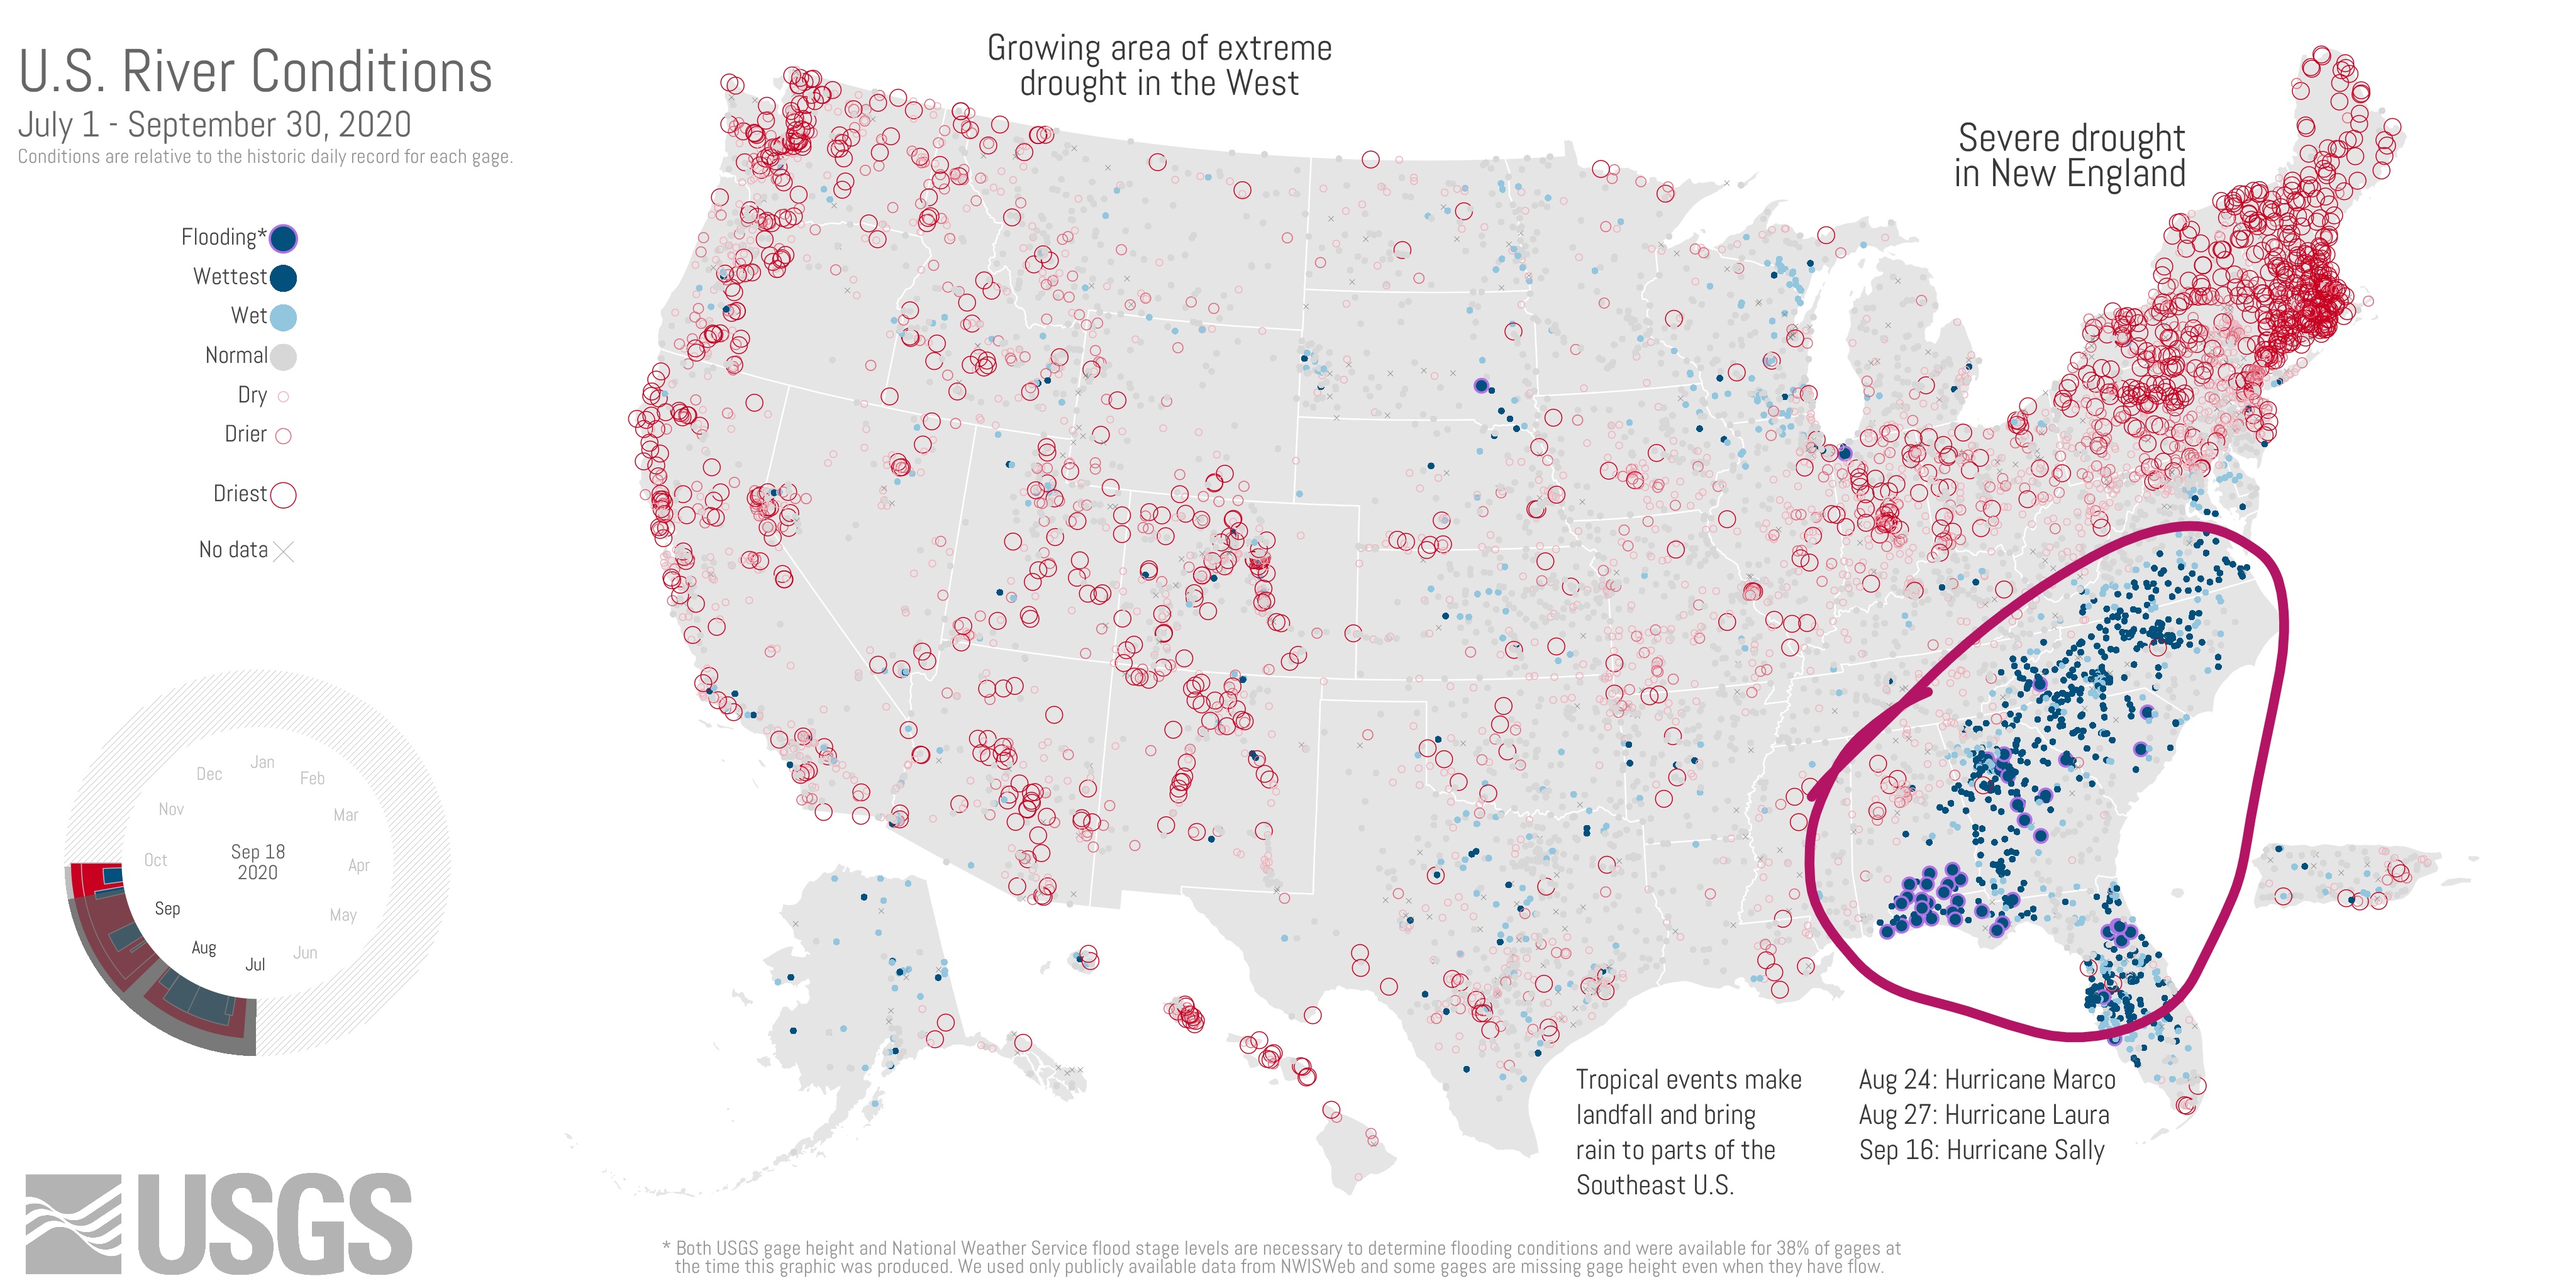 U.S. River Conditions
July 1 - September 30, 2020
Conditions are relative to the historic daily record for each gage.
Growing area of extreme
drought in the West
Severe drought
in New England
Flooding*
Wettest
Wet
Normal
Dry
Drier
Driest
No data
Jan
Feb
Mar
Apr
May
Jun
Jul
Aug
Sep
Oct
Nov
Dec
Sep 18
2020
Tropical events make
landfall and bring
rain to parts of the
Southeast U.S.
Aug 24: Hurricane Marco
Aug 27: Hurricane Laura
Sep 16: Hurricane Sally
USGS
* Both USGS gage height and National Weather Service flood stage levels are necessary to determine flooding conditions and were available for 38% of gages at
the time this graphic was produced. We used only publicly available data from NWISWeb and some gages are missing gage height even when they have flow.